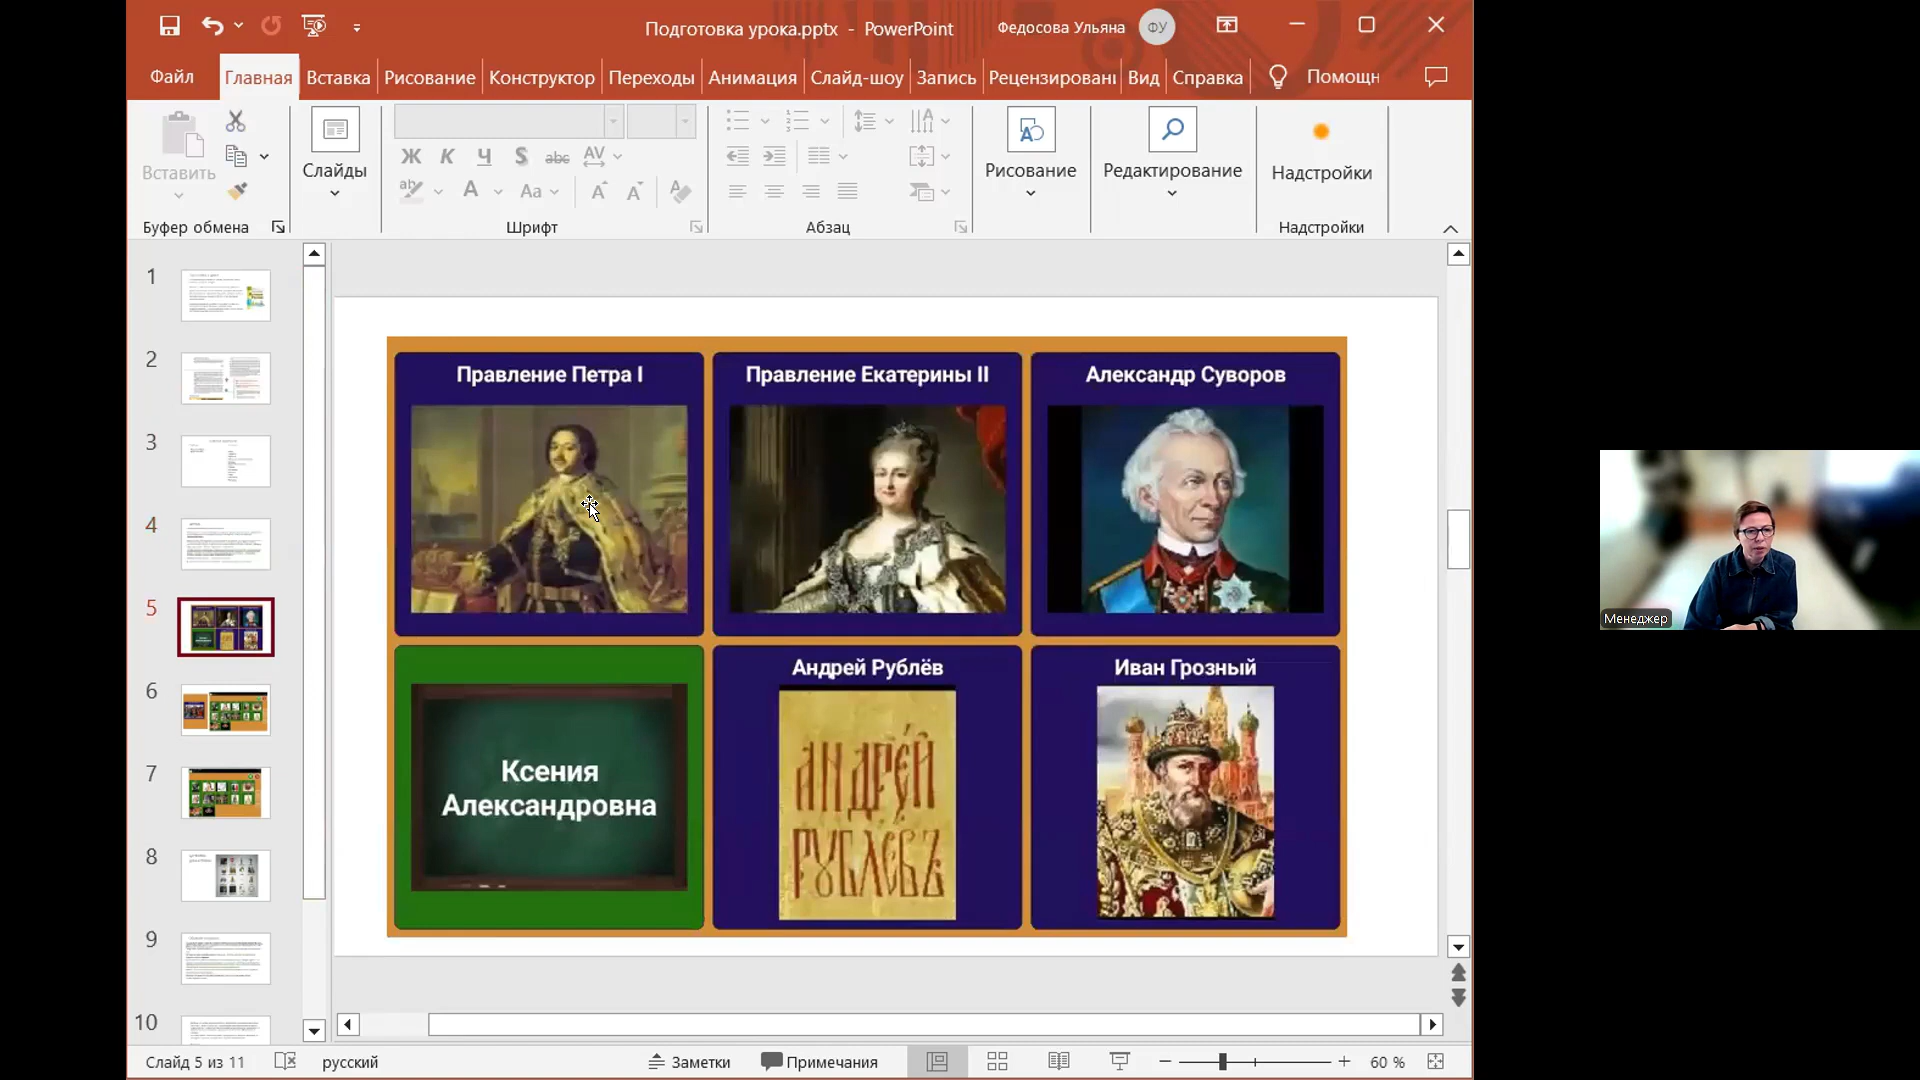 Подготовка урока.pptx - PowerPoint
Федосова Ульяна
ФУ
Файл
Главная
Вставка
Рисование
Конструктор
Переходы
Анимация
Слайд-шоу
Запись
Рецензировани
Вид
Справка
Помощн
Вставить
Буфер обмена
Слайды
Ж К Ч S abc AV
ab A Aa A A A
Шрифт
Абзац
Рисование
Редактирование
Надстройки
Надстройки
1
2
3
4
5
6
7
8
9
10
Правление Петра I
Правление Екатерины II
Александр Суворов
Ксения
Александровна
Андрей Рублёв
АНДРЕЙ
РУБЛЕВЪ
Иван Грозный
Менеджер
Слайд 5 из 11
русский
Заметки
Примечания
60 %